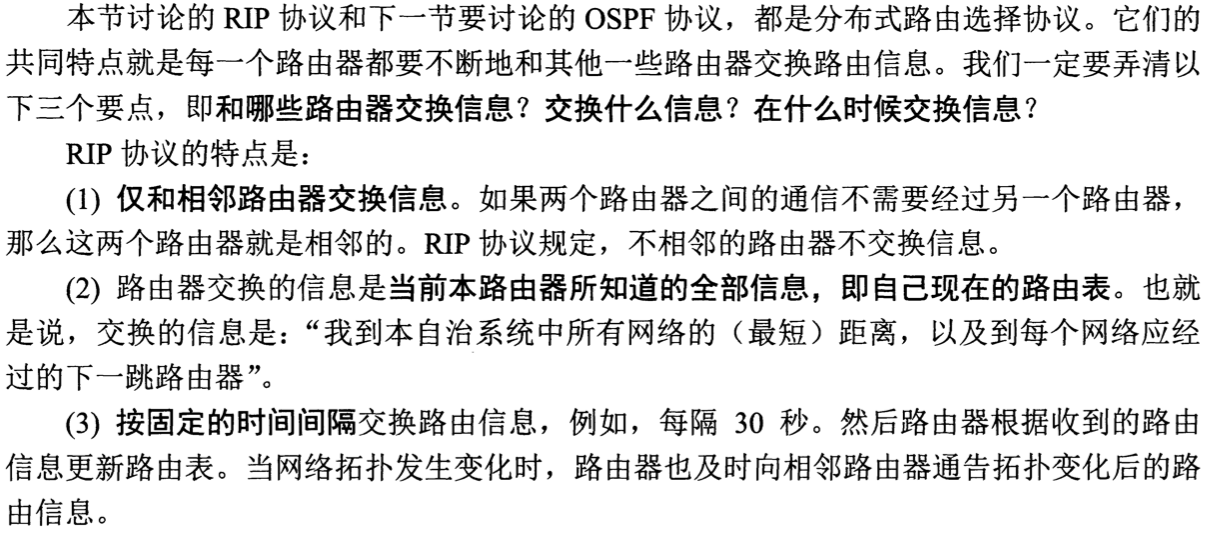 本节讨论的 RIP 协议和下一节要讨论的 OSPF 协议，都是分布式路由选择协议。它们的
共同特点就是每一个路由器都要不断地和其他一些路由器交换路由信息。我们一定要弄清以
下三个要点，即和哪些路由器交换信息？交换什么信息？在什么时候交换信息？
RIP 协议的特点是：
(1) 仅和相邻路由器交换信息。如果两个路由器之间的通信不需要经过另一个路由器，
那么这两个路由器就是相邻的。RIP 协议规定，不相邻的路由器不交换信息。
(2) 路由器交换的信息是当前本路由器所知道的全部信息，即自己现在的路由表。也就
是说，交换的信息是：“我到本自治系统中所有网络的（最短）距离，以及到每个网络应经
过的下一跳路由器”。
(3) 按固定的时间间隔交换路由信息，例如，每隔 30 秒。然后路由器根据收到的路由
信息更新路由表。当网络拓扑发生变化时，路由器也及时向相邻路由器通告拓扑变化后的路
由信息。